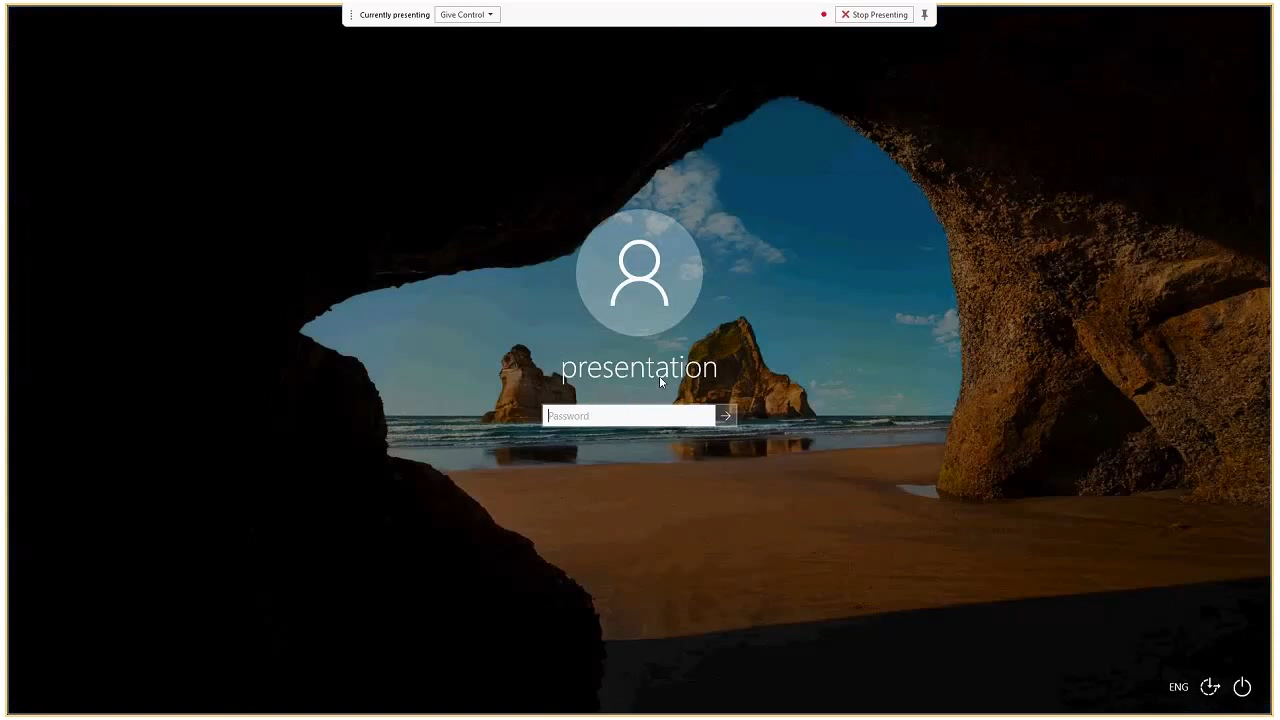 Currently presenting Give Control Stop Presenting
presentation
Password
ENG